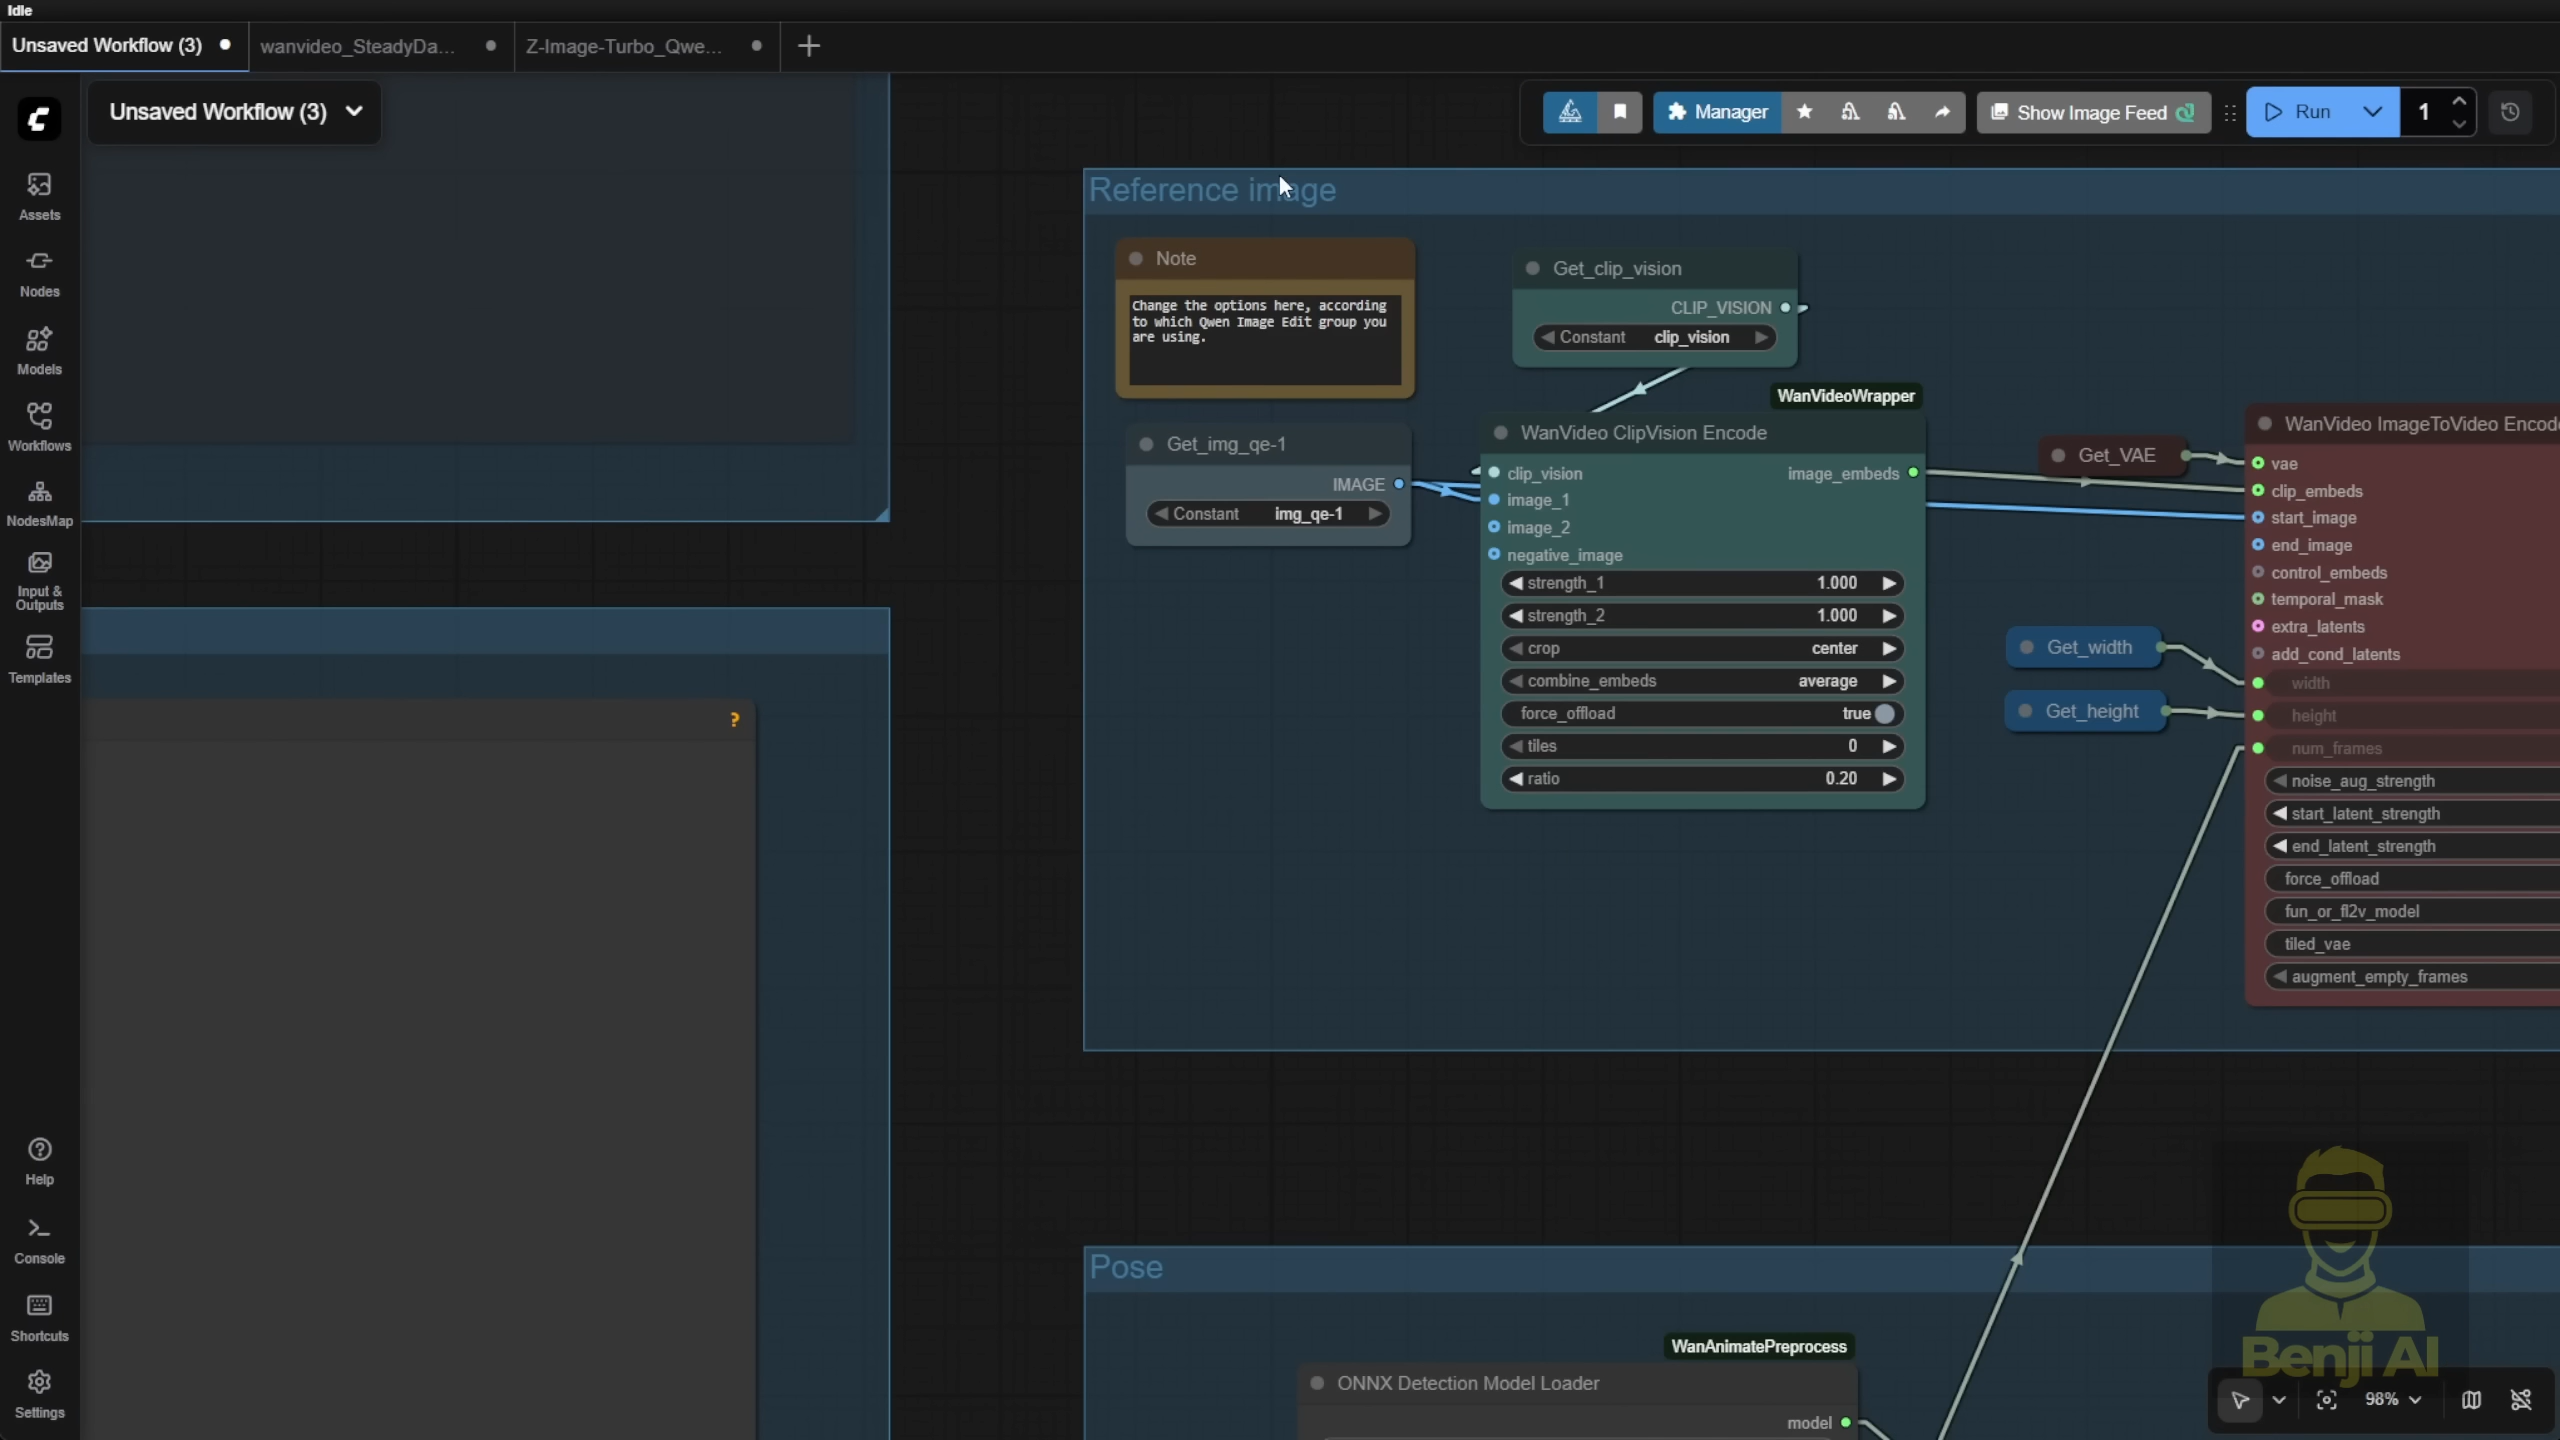 Idle
Unsaved Workflow (3)
wanvideo_SteadyDa...
Z-Image-Turbo_Qwe...
Unsaved Workflow (3)
Manager
Show Image Feed
Run
1
Assets
Nodes
Models
Workflows
NodesMap
Input &
Outputs
Templates
Help
Console
Shortcuts
Settings
Reference image
Note
Change the options here, according
to which Qwen Image Edit group you
are using.
Get_clip_vision
CLIP_VISION
Constant clip_vision
Get_img_qe-1
IMAGE
Constant img_qe-1
WanVideoWrapper
WanVideo ClipVision Encode
clip_vision image_embeds
image_1
image_2
negative_image
strength_1 1.000
strength_2 1.000
crop center
combine_embeds average
force_offload true
tiles 0
ratio 0.20
Get_VAE
Get_width
Get_height
WanVideo ImageToVideo Encode
vae
clip_embeds
start_image
end_image
control_embeds
temporal_mask
extra_latents
add_cond_latents
width
height
num_frames
noise_aug_strength
start_latent_strength
end_latent_strength
force_offload
fun_or_fl2v_model
tiled_vae
augment_empty_frames
?
Pose
WanAnimatePreprocess
ONNX Detection Model Loader
model
Benji AI
98%